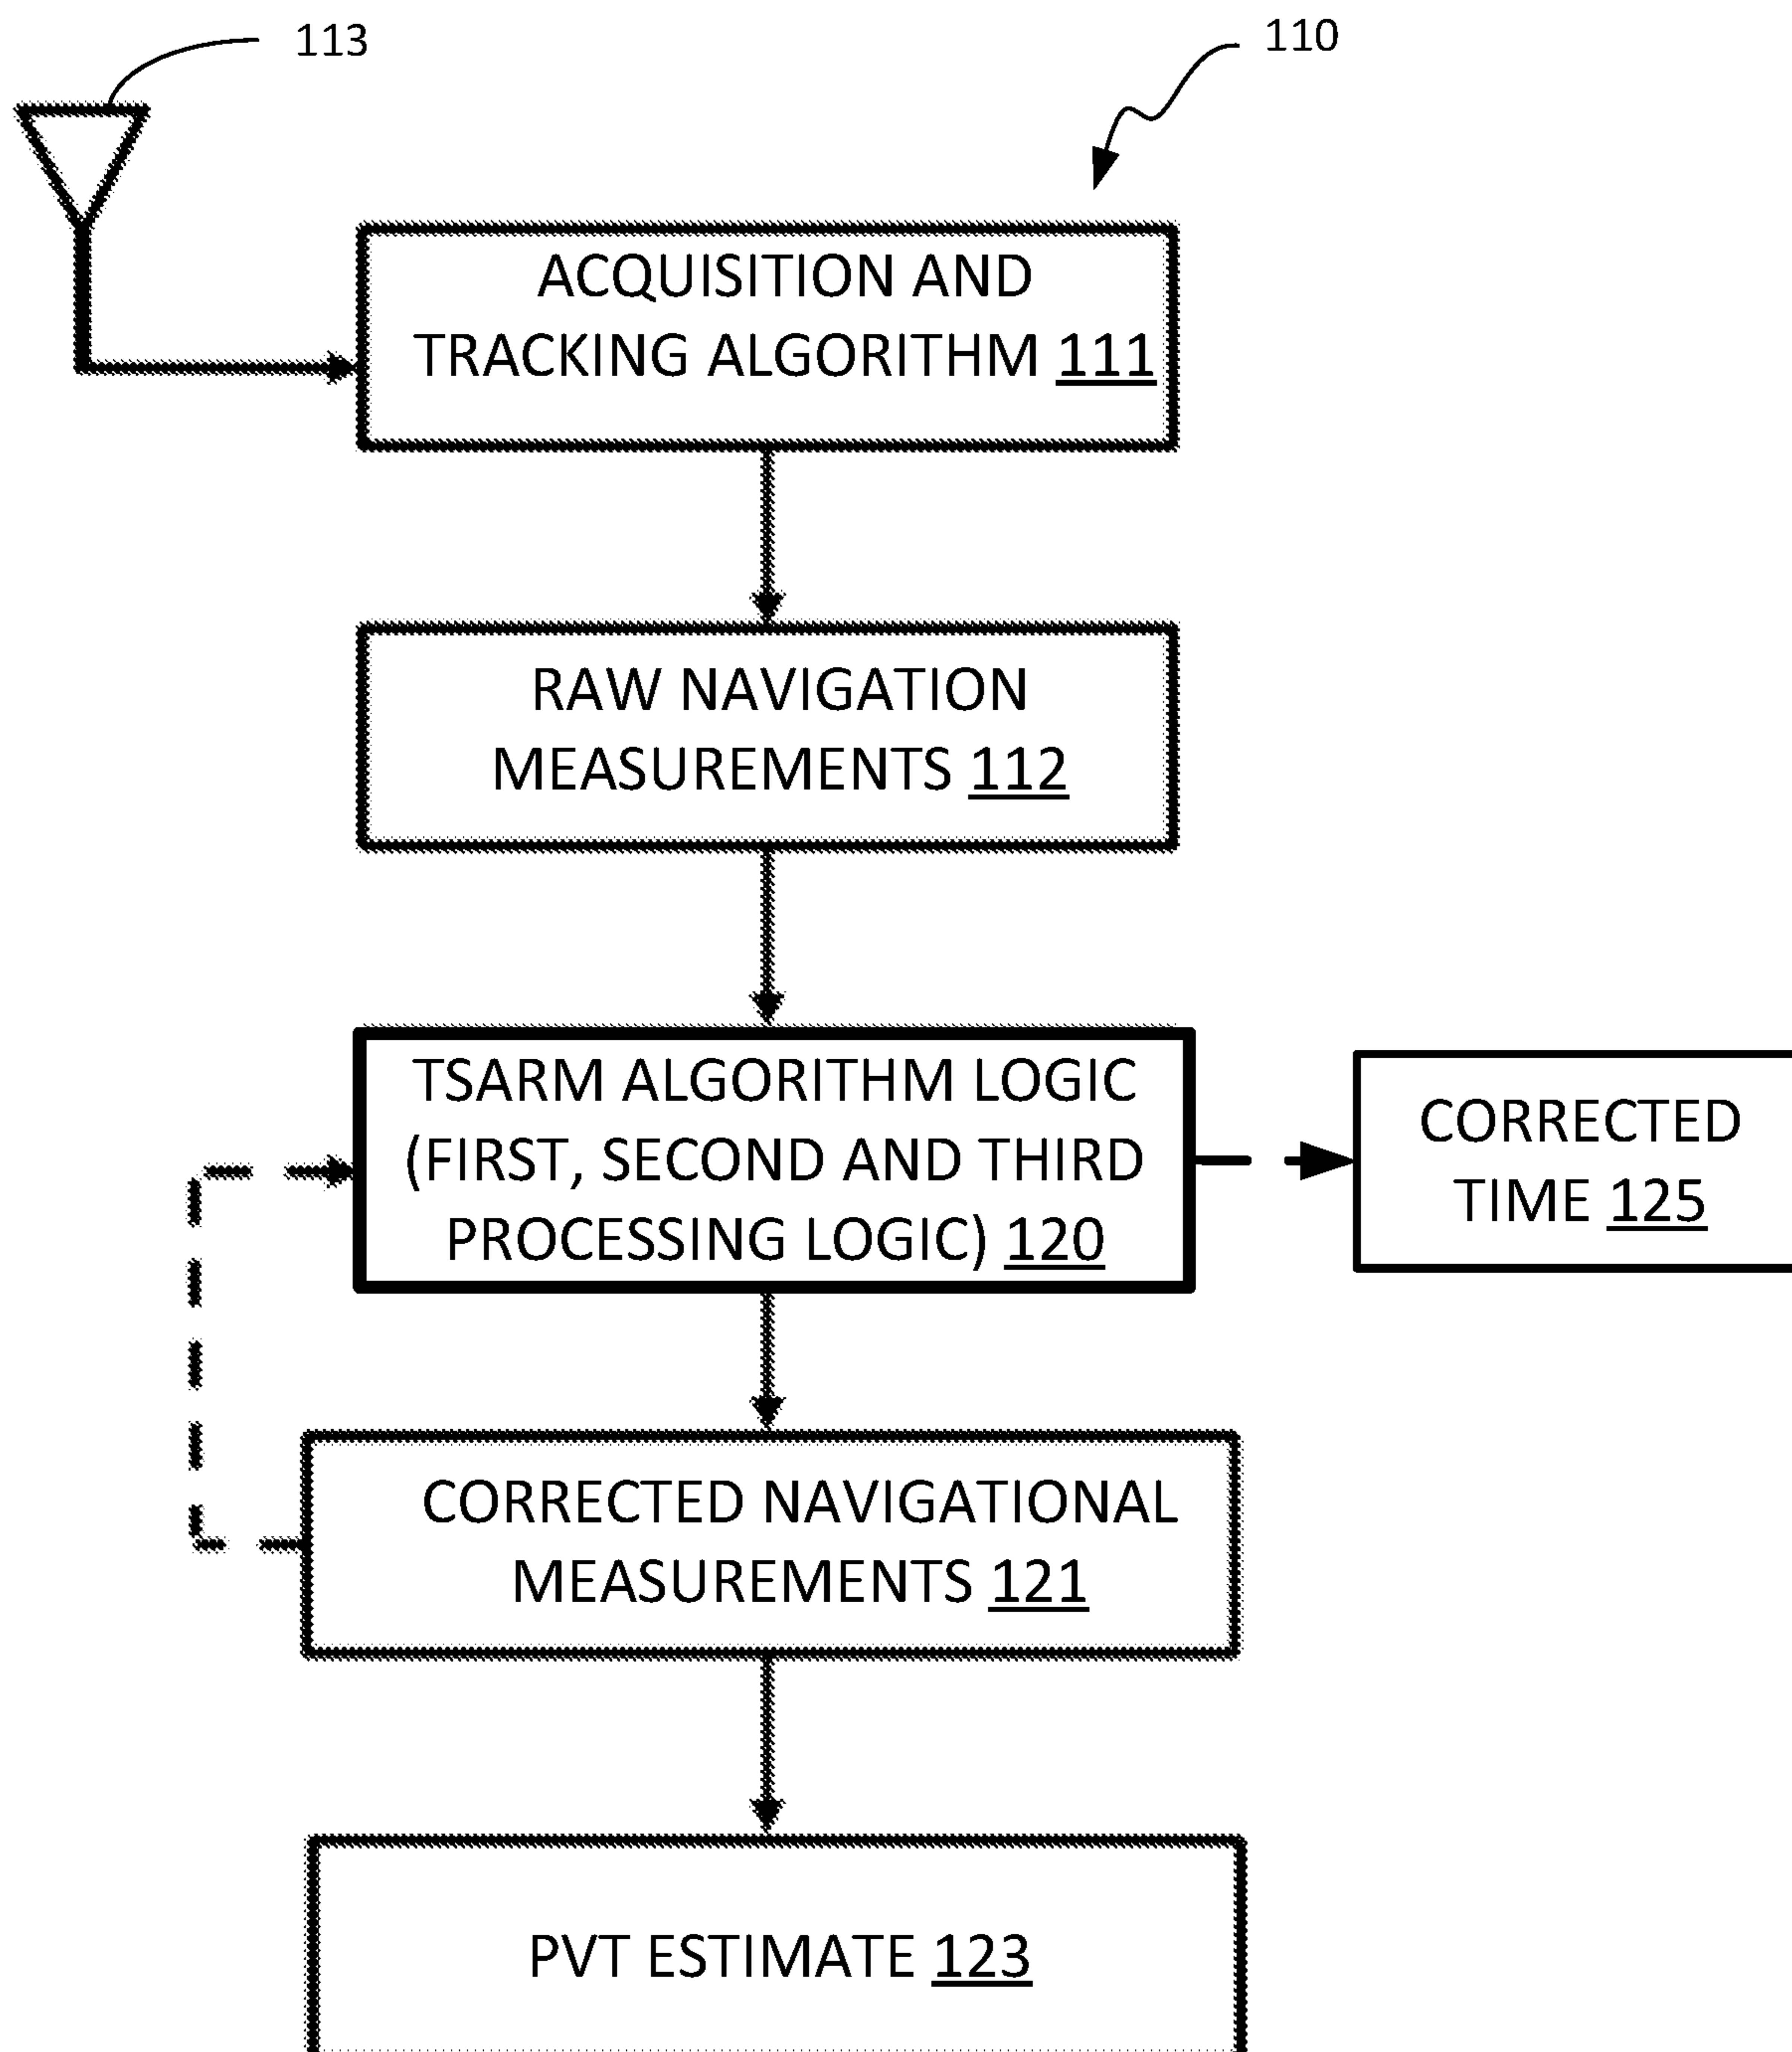 113
110
ACQUISITION AND
TRACKING ALGORITHM 111
RAW NAVIGATION
MEASUREMENTS 112
TSARM ALGORITHM LOGIC
(FIRST, SECOND AND THIRD
PROCESSING LOGIC) 120
CORRECTED
TIME 125
CORRECTED NAVIGATIONAL
MEASUREMENTS 121
PVT ESTIMATE 123